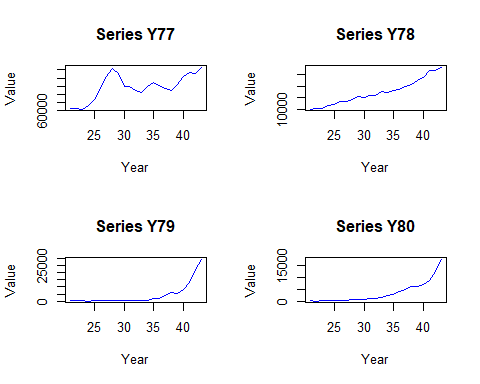 Series Y77
Value
60000
25 30 35 40
Year
Series Y78
Value
10000
25 30 35 40
Year
Series Y79
Value
0 25000
25 30 35 40
Year
Series Y80
Value
0 15000
25 30 35 40
Year